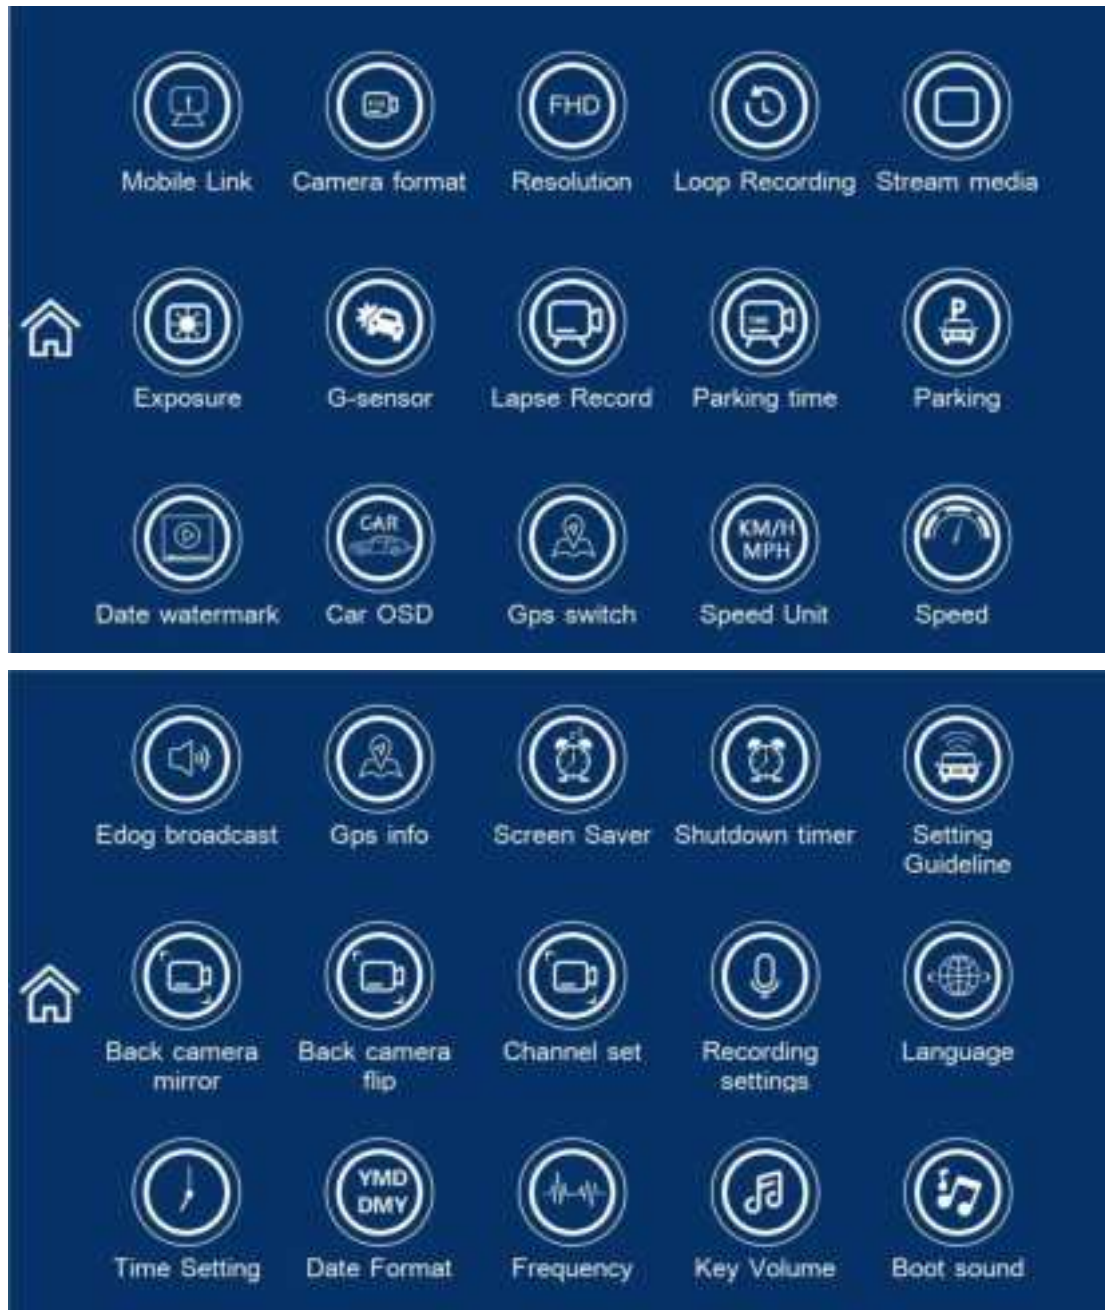 FHD
Mobile Link
Camera format
Resolution
Loop Recording
Stream media
P
Exposure
G-sensor
Lapse Record
Parking time
Parking
CAR
KM/H
MPH
Date watermark
Car OSD
Gps switch
Speed Unit
Speed
Edog broadcast
Gps info
Screen Saver
Shutdown timer
Setting
Guideline
Back camera
mirror
Back camera
flip
Channel set
Recording
settings
Language
YMD
DMY
Time Setting
Date Format
Frequency
Key Volume
Boot sound